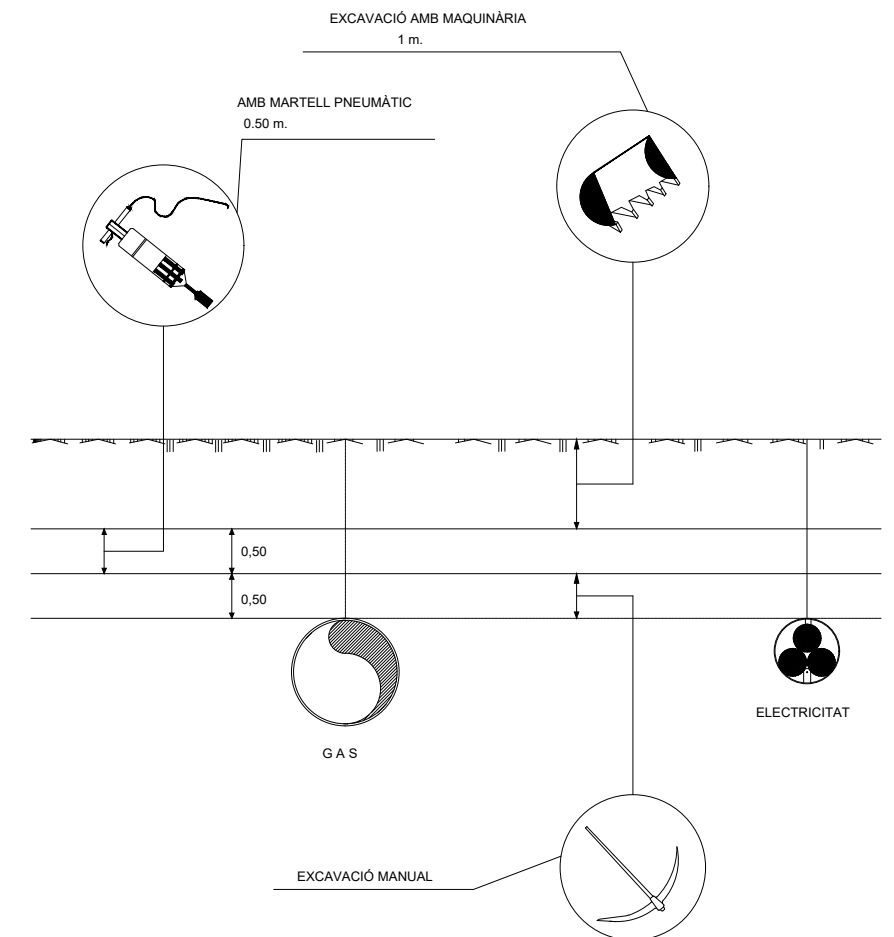 EXCAVACIÓ AMB MAQUINÀRIA
1 m.
AMB MARTELL PNEUMÀTIC
0.50 m.
0,50
0,50
ELECTRICITAT
G A S
EXCAVACIÓ MANUAL